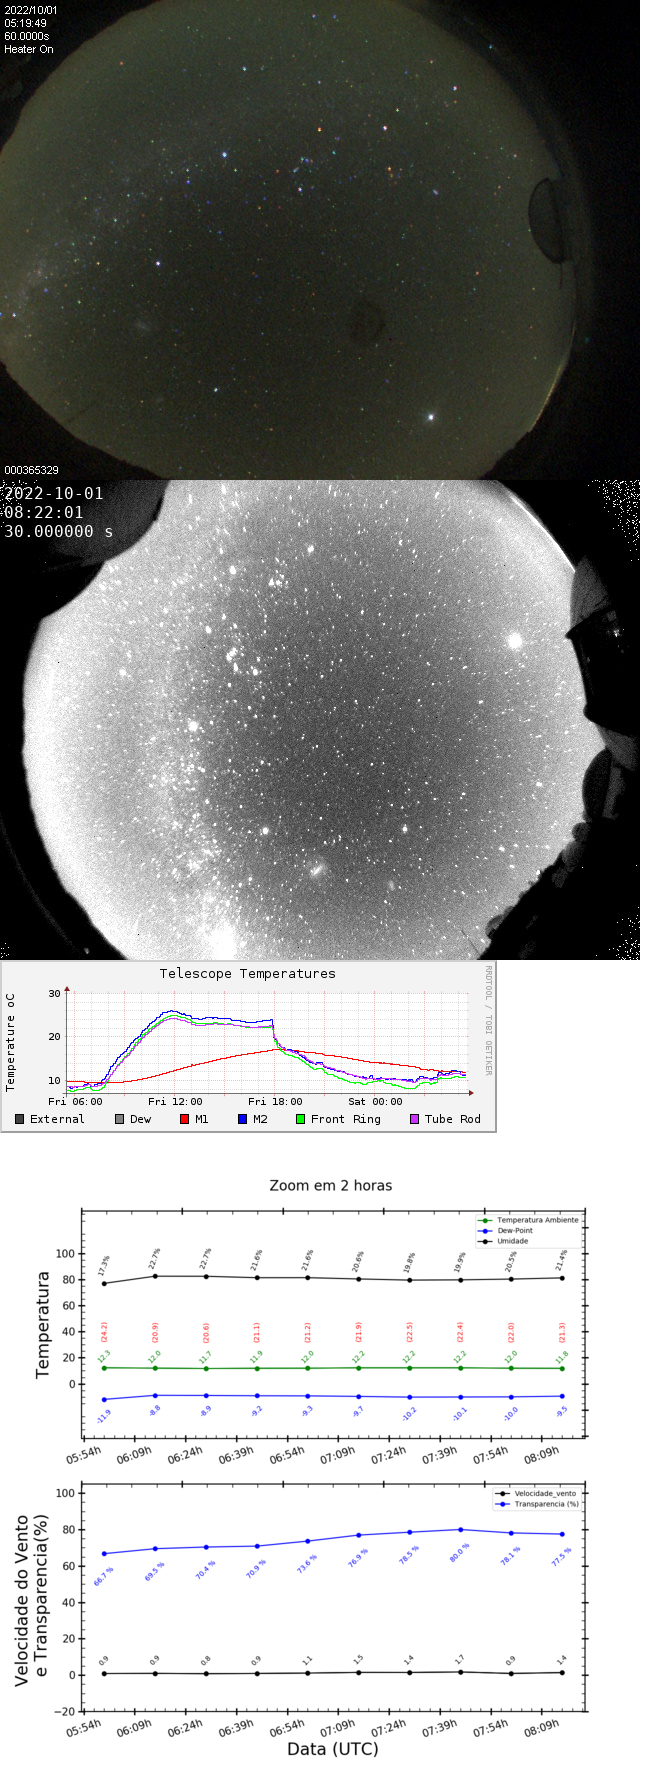 2022/10/01
05:19:49
60.0000s
Heater On
000365329
2022-10-01
08:22:01
30.000000 s
Telescope Temperatures
RRDTOOL / TOBI OETIKER
Temperature oC
30
20
10
Fri 06:00 Fri 12:00 Fri 18:00 Sat 00:00
External Dew M1 M2 Front Ring Tube Rod
Zoom em 2 horas
Temperatura Ambiente
Dew-Point
Umidade
Temperatura
100
80
60
40
20
0
17.3% 22.7% 22.7% 21.6% 21.6% 20.6% 19.8% 19.9% 20.5% 21.4%
(24.2) (20.9) (20.6) (21.1) (21.2) (21.9) (22.5) (22.4) (22.0) (21.3)
12.3 12.0 11.7 11.9 12.0 12.2 12.2 12.2 12.0 11.8
-11.9 -8.8 -8.9 -9.2 -9.3 -9.7 -10.2 -10.1 -10.0 -9.5
05:54h 06:09h 06:24h 06:39h 06:54h 07:09h 07:24h 07:39h 07:54h 08:09h
Velocidade_vento
Transparencia (%)
Velocidade do Vento
e Transparencia(%)
100
80
60
40
20
0
−20
66.7 % 69.5 % 70.4 % 70.9 % 73.6 % 76.9 % 78.5 % 80.0 % 78.1 % 77.5 %
0.9 0.9 0.8 0.9 1.1 1.5 1.4 1.7 0.9 1.4
05:54h 06:09h 06:24h 06:39h 06:54h 07:09h 07:24h 07:39h 07:54h 08:09h
Data (UTC)